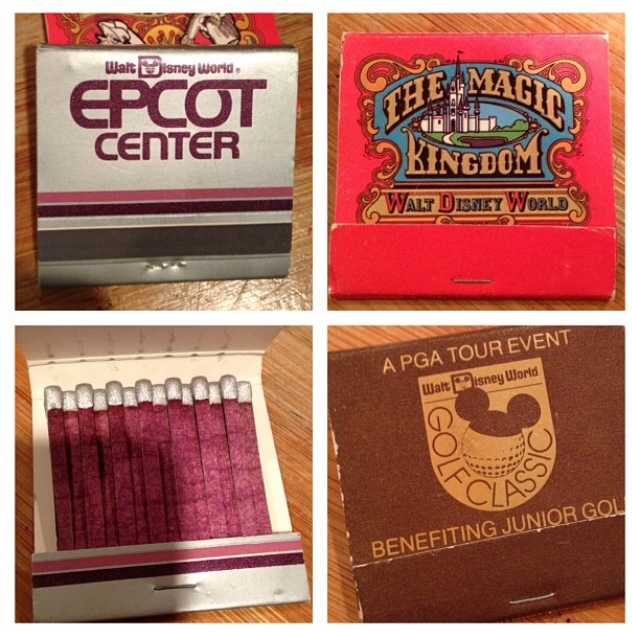 Walt Disney World®
EPCOT
CENTER
THE MAGIC
KINGDOM
WALT DISNEY WORLD
A PGA TOUR EVENT
Walt Disney World
GOLF CLASSIC
BENEFITING JUNIOR GOL